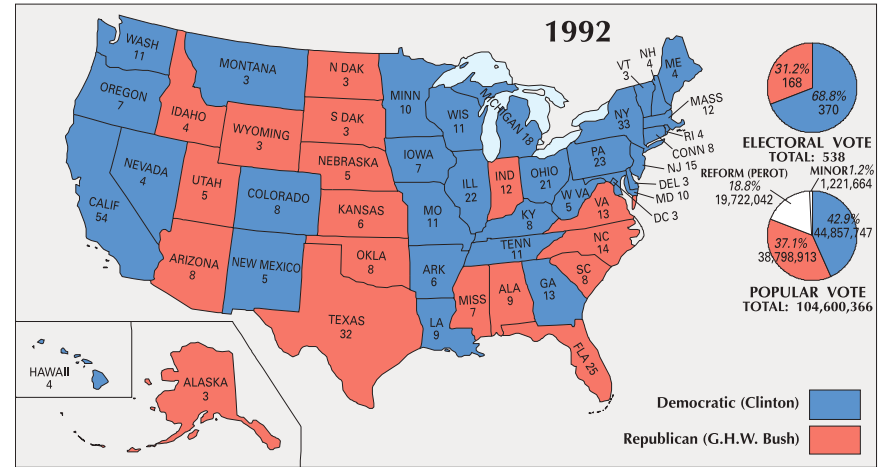 1992
WASH
11
OREGON
7
CALIF
54
NEVADA
4
IDAHO
4
MONTANA
3
WYOMING
3
UTAH
5
ARIZONA
8
COLORADO
8
NEW MEXICO
5
N DAK
3
S DAK
3
NEBRASKA
5
KANSAS
6
OKLA
8
TEXAS
32
MINN
10
IOWA
7
MO
11
ARK
6
LA
9
WIS
11
ILL
22
MICHIGAN 18
IND
12
OHIO
21
KY
8
TENN
11
MISS
7
ALA
9
GA
13
FLA 25
SC
8
NC
14
VA
13
W VA
5
PA
23
NY
33
VT
3
NH
4
ME
4
MASS
12
RI 4
CONN 8
NJ 15
DEL 3
MD 10
DC 3
HAWAII
4
ALASKA
3
31.2%
168
68.8%
370
ELECTORAL VOTE
TOTAL: 538
REFORM (PEROT)
18.8%
19,722,042
MINOR 1.2%
1,221,664
42.9%
44,857,747
37.1%
38,798,913
POPULAR VOTE
TOTAL: 104,600,366
Democratic (Clinton)
Republican (G.H.W. Bush)